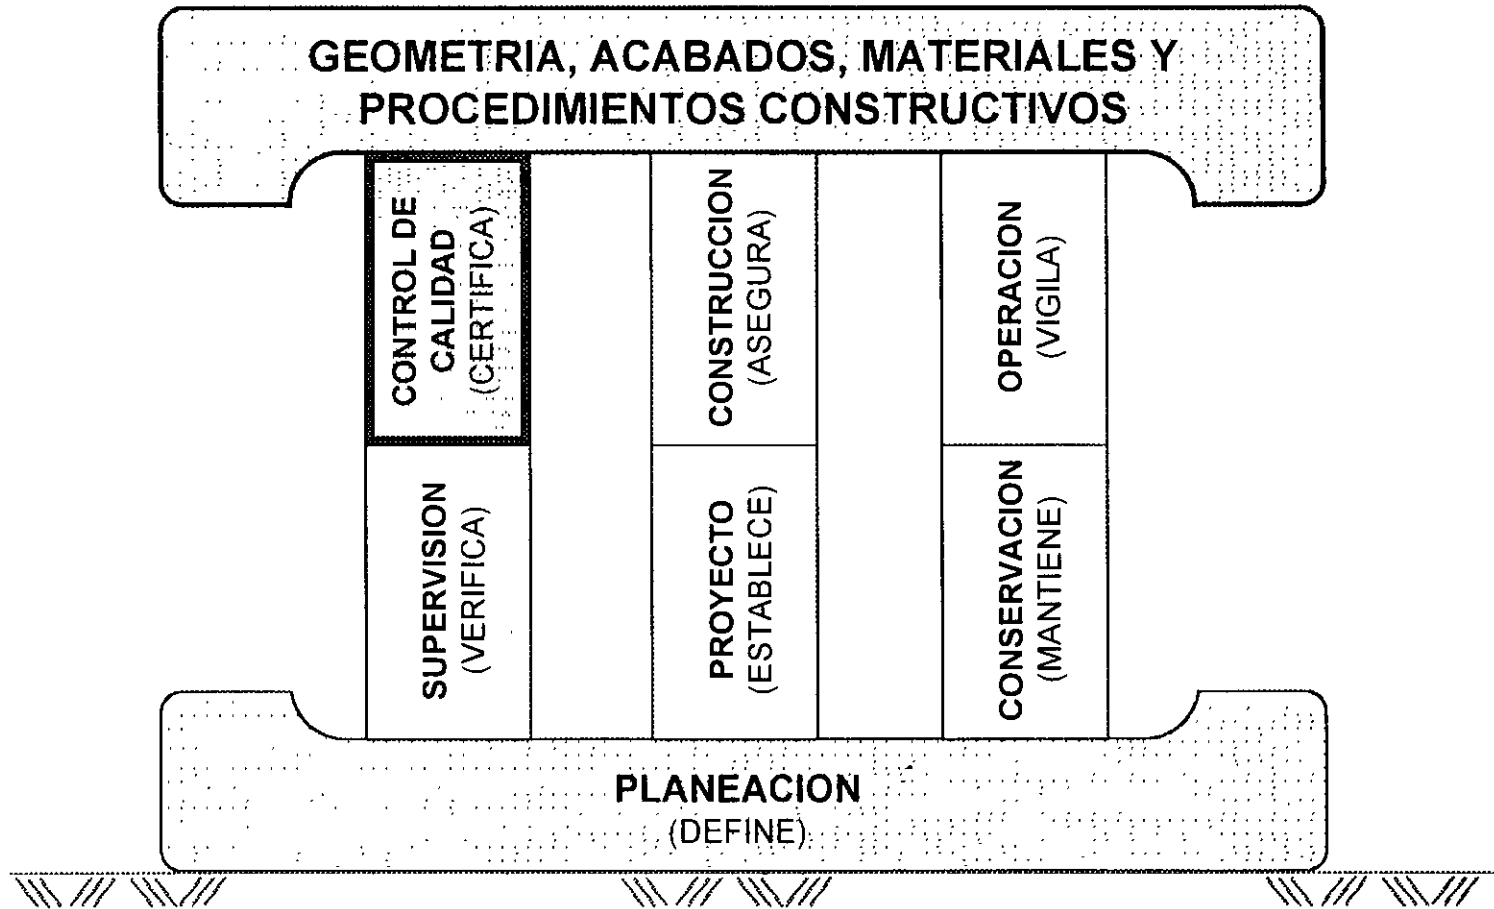 GEOMETRIA, ACABADOS, MATERIALES Y
PROCEDIMIENTOS CONSTRUCTIVOS
CONTROL DE
CALIDAD
(CERTIFICA)
CONSTRUCCION
(ASEGURA)
OPERACION
(VIGILA)
SUPERVISION
(VERIFICA)
PROYECTO
(ESTABLECE)
CONSERVACION
(MANTIENE)
PLANEACION
(DEFINE)